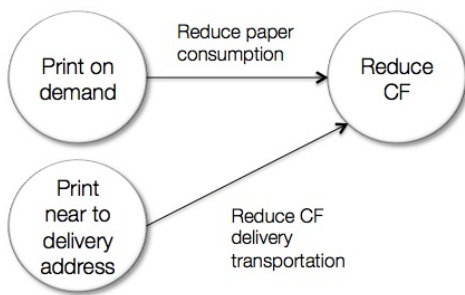 Reduce paper
consumption
Print on
demand
Reduce
CF
Print
near to
delivery
address
Reduce CF
delivery
transportation